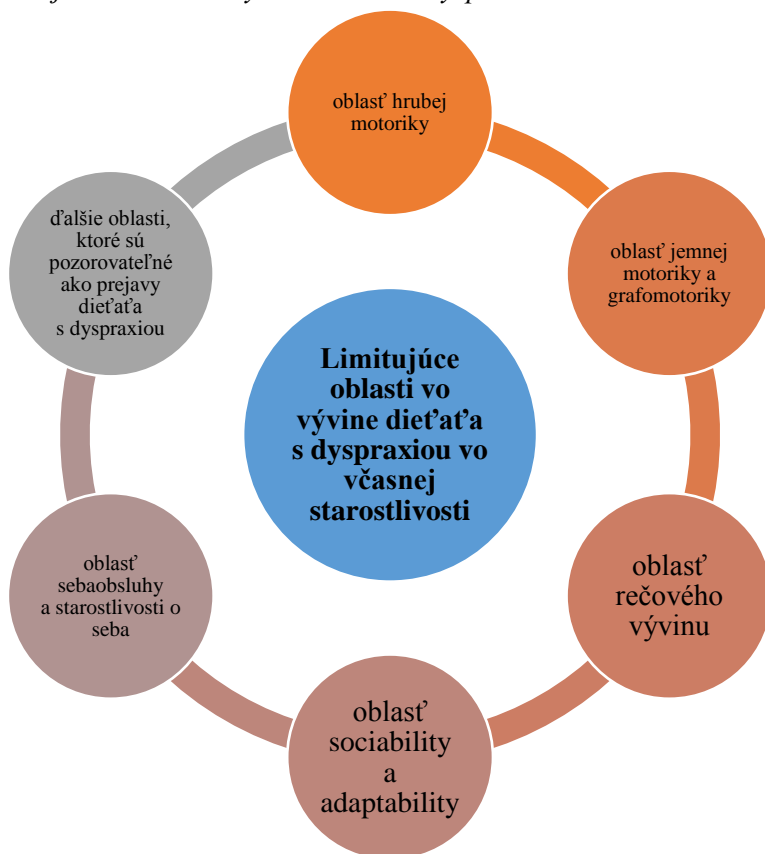 oblasť hrubej
motoriky
oblasť jemnej
motoriky a
grafomotoriky
oblasť
rečového
vývinu
oblasť
sociability
a
adaptability
oblasť
sebaobsluhy
a starostlivosti o
seba
ďalšie oblasti,
ktoré sú
pozorovateľné
ako prejavy
dieťaťa
s dyspraxiou
Limitujúce
oblasti vo
vývine dieťaťa
s dyspraxiou vo
včasnej
starostlivosti